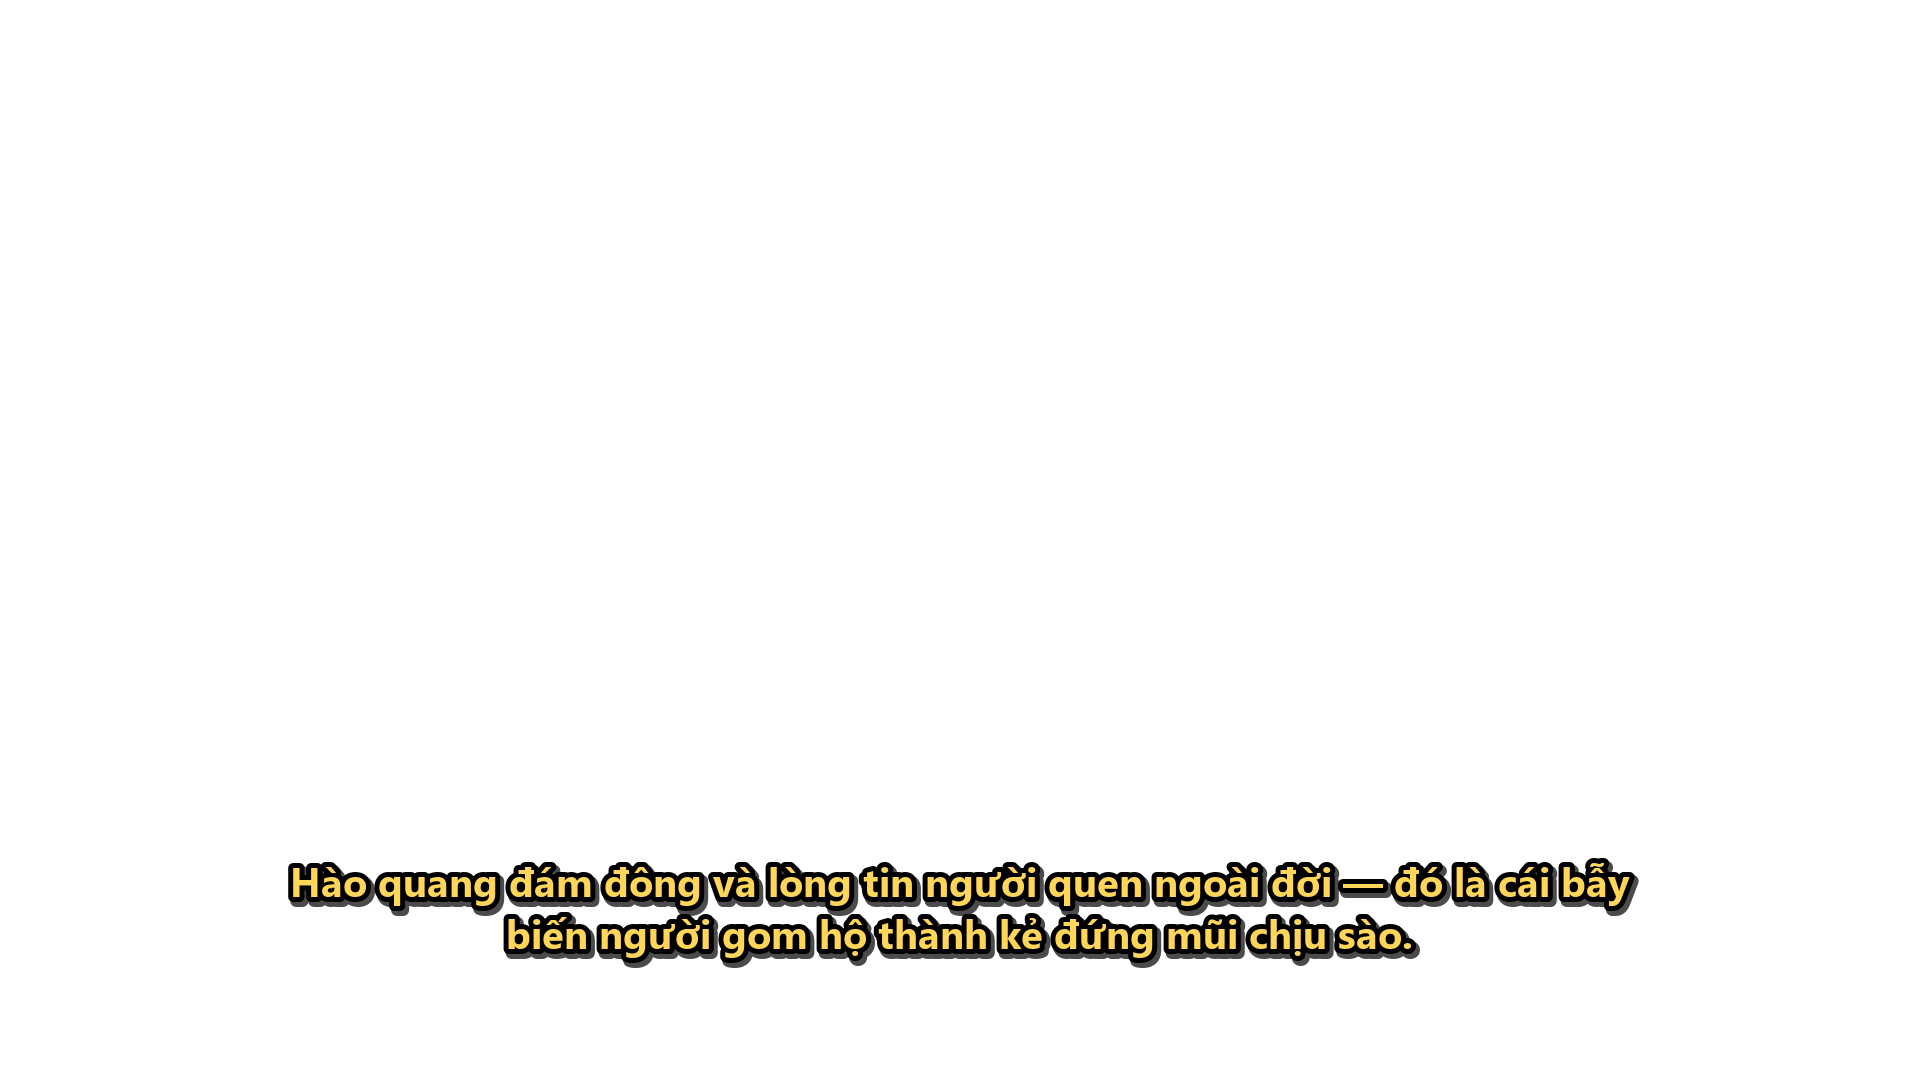 Hào quang đám đông và lòng tin người quen ngoài đời — đó là cái bẫy
biến người gom hộ thành kẻ đứng mũi chịu sào.